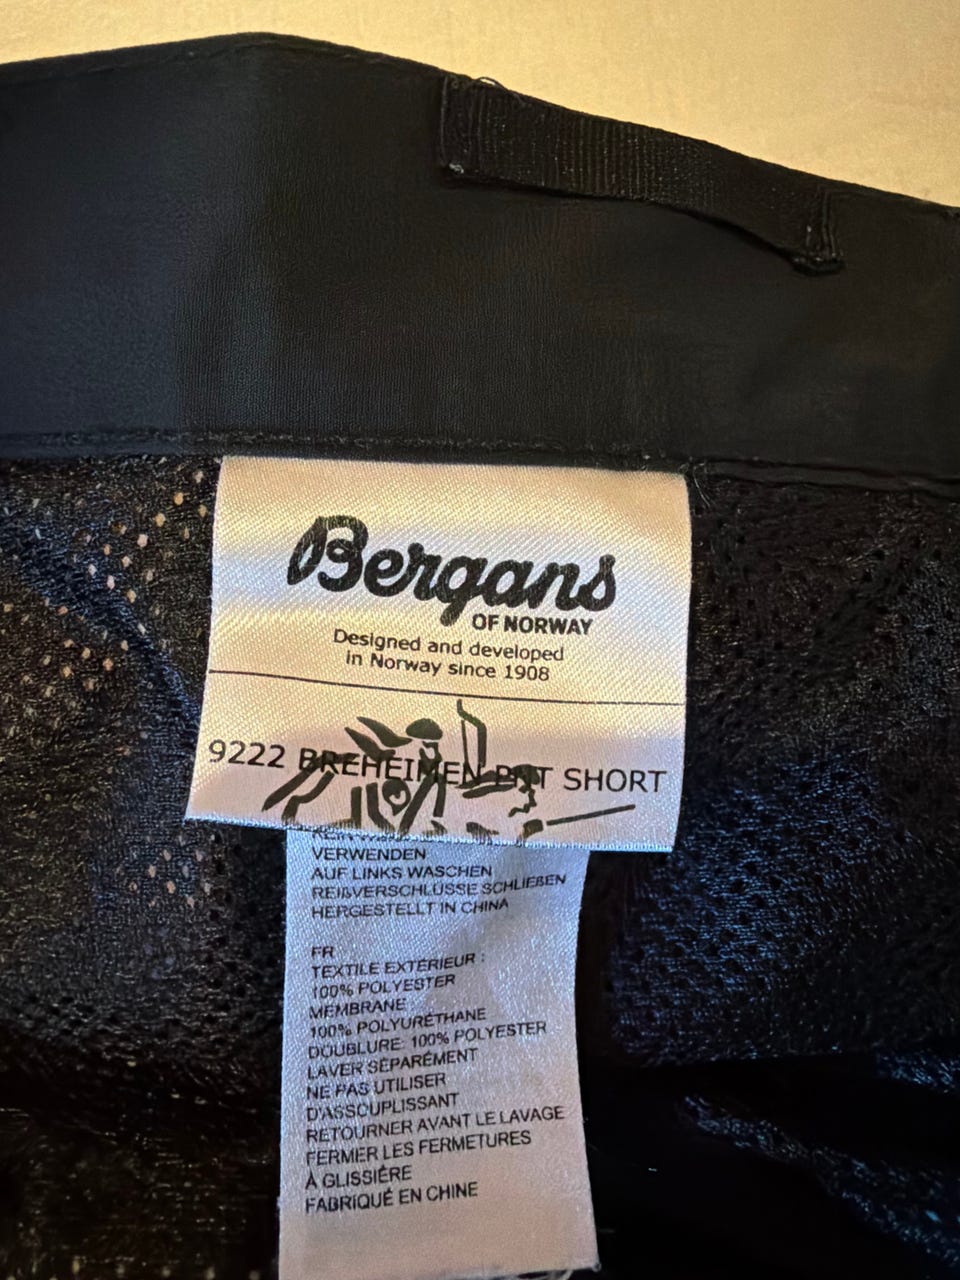 Bergans
OF NORWAY
Designed and developed
in Norway since 1908
9222 BREHEIMEN PNT SHORT
VERWENDEN
AUF LINKS WASCHEN
REIßVERSCHLÜSSE SCHLIEßEN
HERGESTELLT IN CHINA
FR
TEXTILE EXTÉRIEUR :
100% POLYESTER
MEMBRANE
100% POLYURÉTHANE
DOUBLURE: 100% POLYESTER
LAVER SÉPARÉMENT
NE PAS UTILISER
D'ASSOUPLISSANT
RETOURNER AVANT LE LAVAGE
FERMER LES FERMETURES
À GLISSIÈRE
FABRIQUÉ EN CHINE